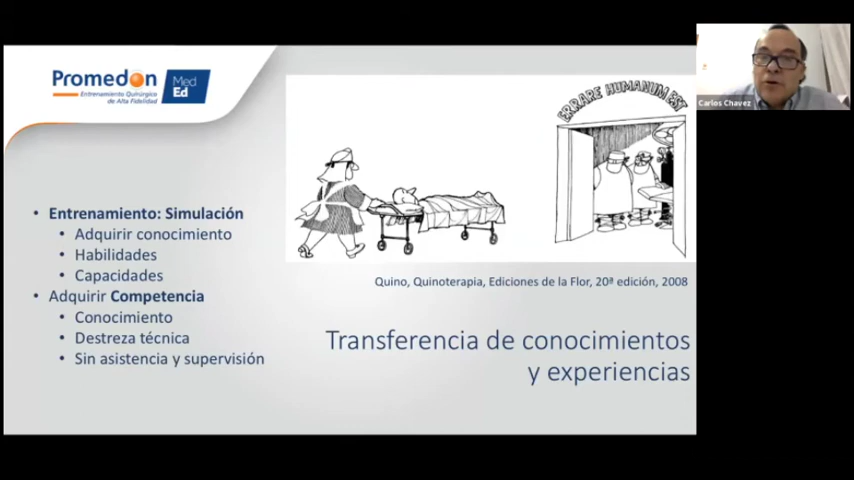 Promedon
Med
Ed
Entrenamiento Quirúrgico
de Alta Fidelidad
ERRARE HUMANUM EST
Carlos Chavez
• Entrenamiento: Simulación
• Adquirir conocimiento
• Habilidades
• Capacidades
• Adquirir Competencia
• Conocimiento
• Destreza técnica
• Sin asistencia y supervisión
Quino, Quinoterapia, Ediciones de la Flor, 20ª edición, 2008
Transferencia de conocimientos
y experiencias